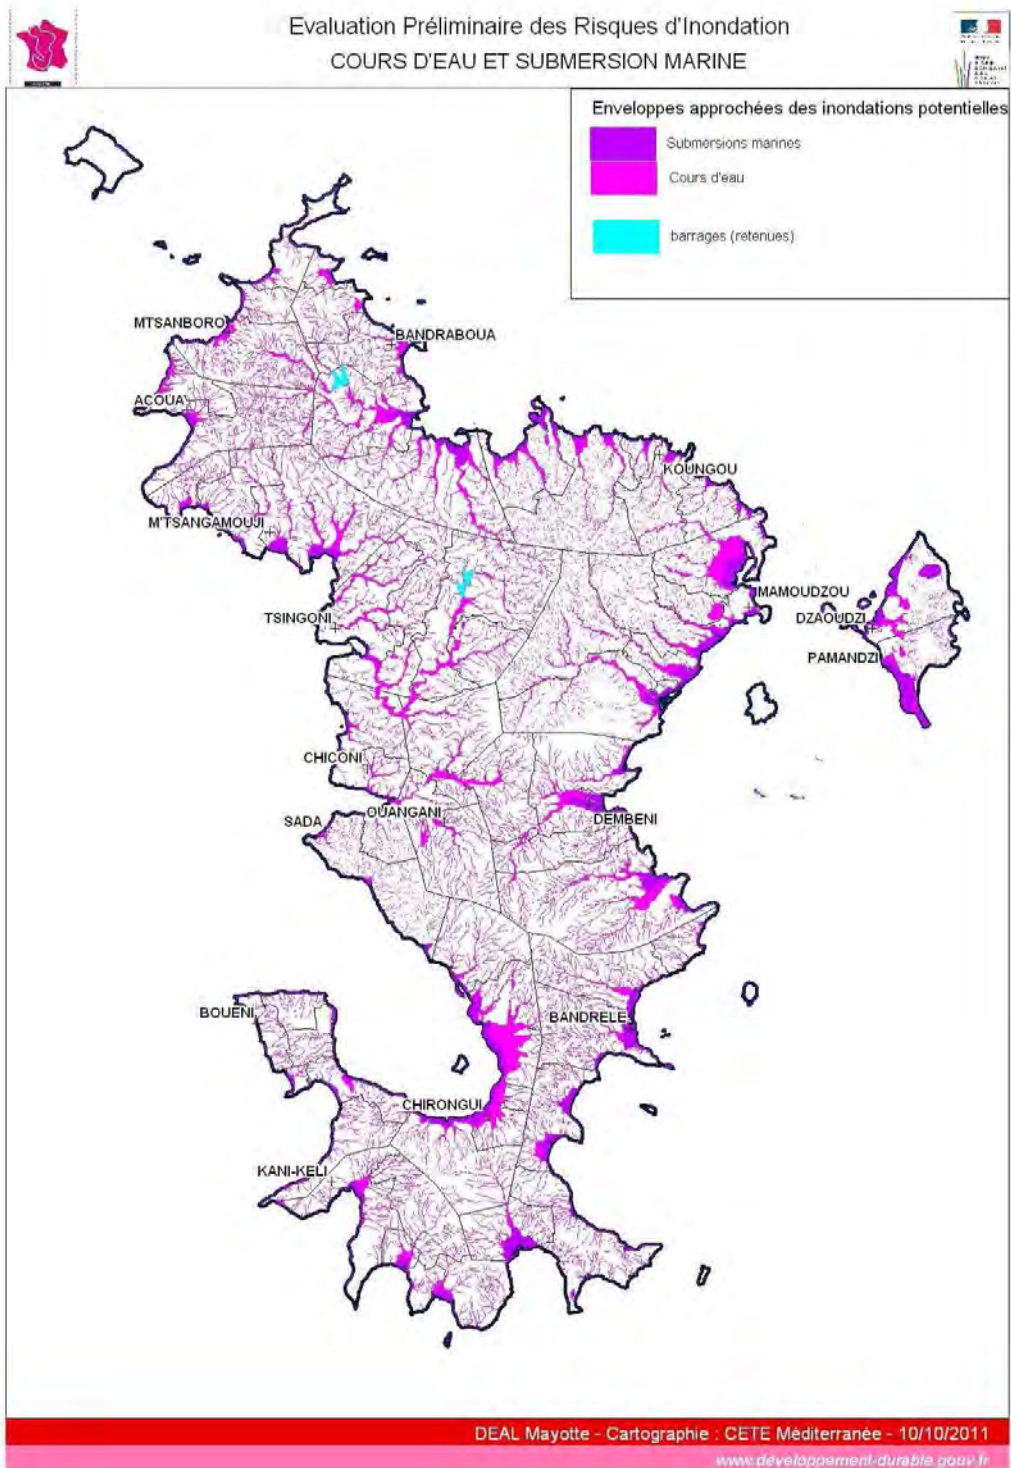 Evaluation Préliminaire des Risques d'Inondation
COURS D'EAU ET SUBMERSION MARINE
Enveloppes approchées des inondations potentielles
Submersions marines
Cours d'eau
barrages (retenues)
MTSANBORO
BANDRABOUA
ACOUA
KOUNGOU
M'TSANGAMOUJI
MAMOUDZOU
TSINGONI
DZAOUDZI
PAMANDZI
CHICONI
OUANGANI
SADA
DEMBENI
BOUENI
BANDRELE
CHIRONGUI
KANI-KELI
DEAL Mayotte - Cartographie : CETE Méditerranée - 10/10/2011
www.developpement-durable.gouv.fr